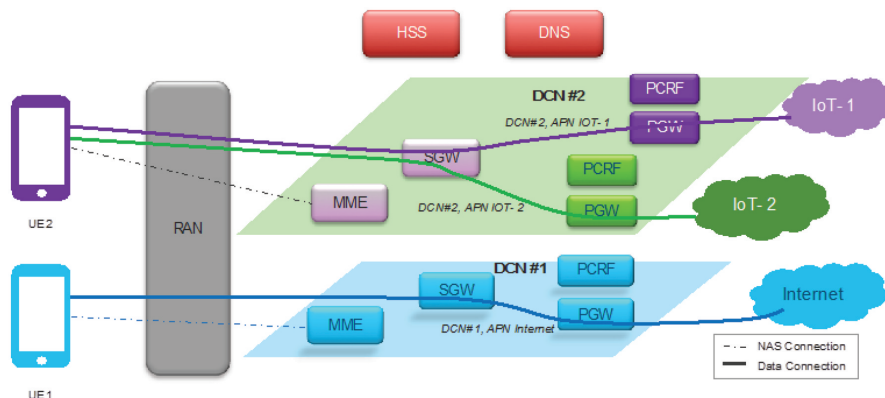 HSS
DNS
DCN #2
PCRF
IoT- 1
DCN#2, APN IOT- 1
PGW
SGW
PCRF
MME
DCN#2, APN IOT- 2
PGW
IoT- 2
UE2
RAN
DCN #1
PCRF
SGW
Internet
MME
DCN#1, APN Internet
PGW
NAS Connection
Data Connection
UE1